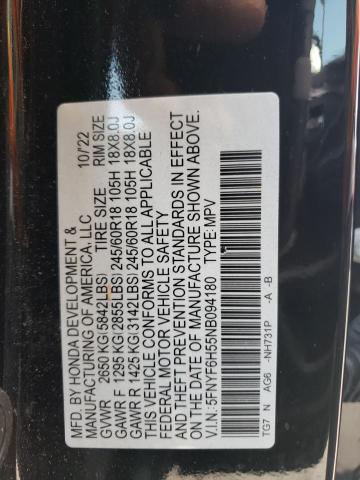 MFD. BY HONDA DEVELOPMENT &
MANUFACTURING OF AMERICA, LLC 10/'22
GVWR 2650 KG(5842LBS) TIRE SIZE RIM SIZE
GAWR F 1295 KG(2855LBS) 245/60R18 105H 18X8.0J
GAWR R 1425 KG(3142LBS) 245/60R18 105H 18X8.0J
THIS VEHICLE CONFORMS TO ALL APPLICABLE
FEDERAL MOTOR VEHICLE SAFETY
AND THEFT PREVENTION STANDARDS IN EFFECT
ON THE DATE OF MANUFACTURE SHOWN ABOVE.
V.I.N.: 5FNYF6H55NB094180 TYPE: MPV
TG7 N AG6 -NH731P -A -B